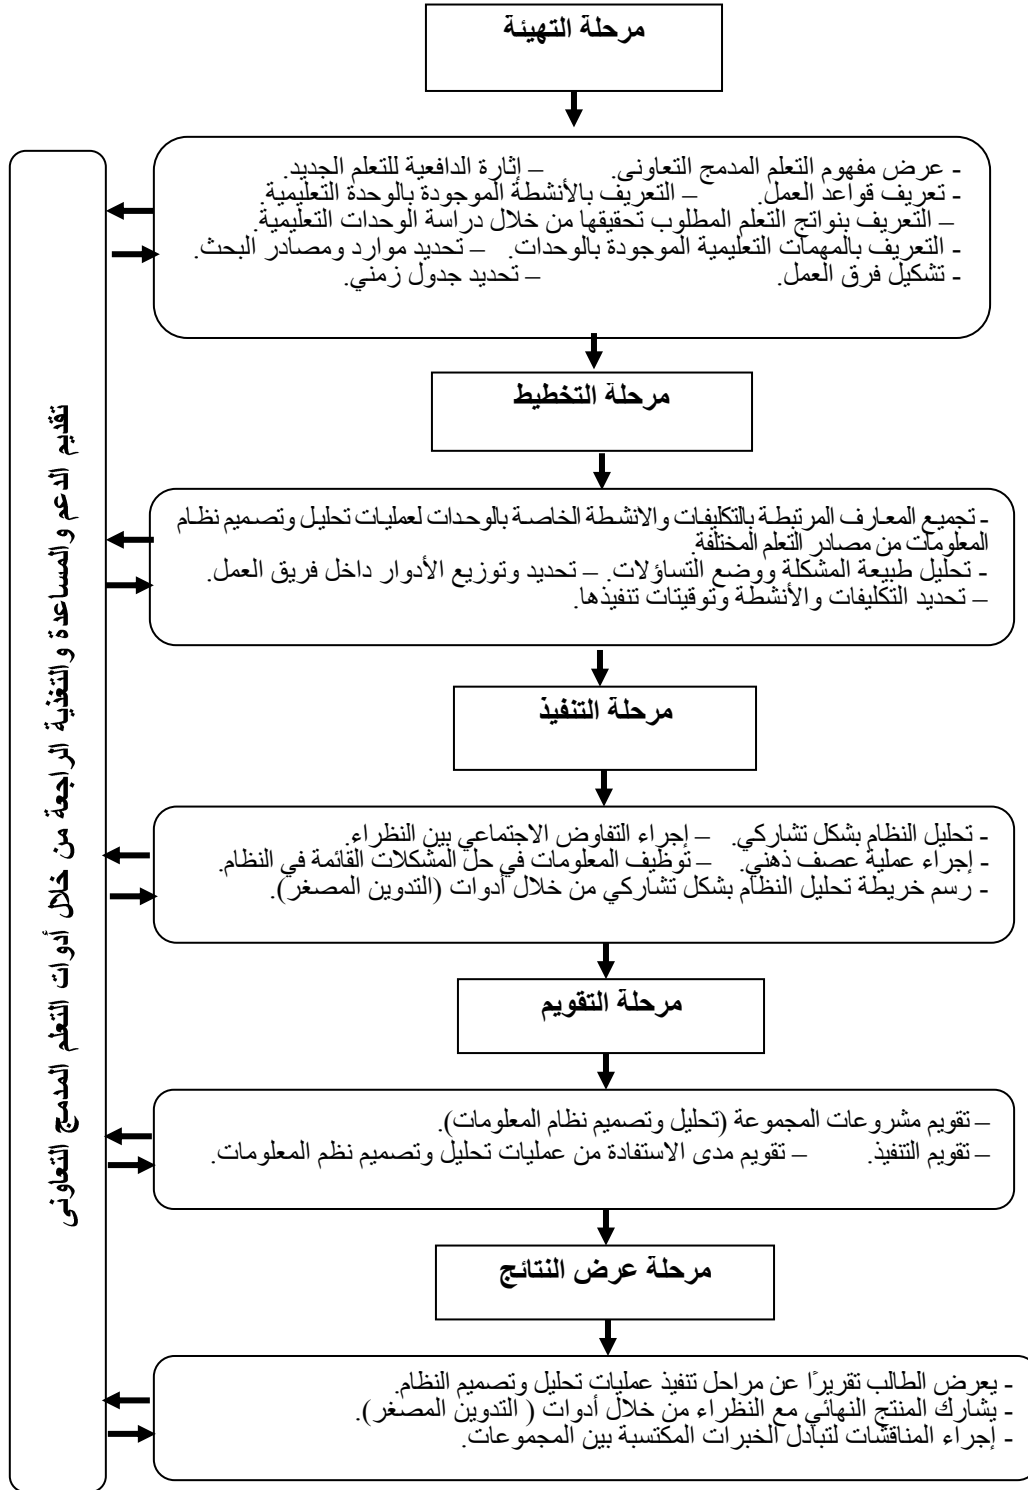 مرحلة التهيئة
- عرض مفهوم التعلم المدمج التعاونى. – إثارة الدافعية للتعلم الجديد.
- تعريف قواعد العمل. – التعريف بالأنشطة الموجودة بالوحدة التعليمية.
– التعريف بنواتج التعلم المطلوب تحقيقها من خلال دراسة الوحدات التعليمية.
- التعريف بالمهمات التعليمية الموجودة بالوحدات. – تحديد موارد ومصادر البحث.
- تشكيل فرق العمل. – تحديد جدول زمني.
مرحلة التخطيط
- تجميع المعارف المرتبطة بالتكليفات والانشطة الخاصة بالوحدات لعمليات تحليل وتصميم نظام
المعلومات من مصادر التعلم المختلفة.
- تحليل طبيعة المشكلة ووضع التساؤلات. – تحديد وتوزيع الأدوار داخل فريق العمل.
– تحديد التكليفات والأنشطة وتوقيتات تنفيذها.
مرحلة التنفيذ
- تحليل النظام بشكل تشاركي. – إجراء التفاوض الاجتماعي بين النظراء.
- إجراء عملية عصف ذهني. – توظيف المعلومات في حل المشكلات القائمة في النظام.
- رسم خريطة تحليل النظام بشكل تشاركي من خلال أدوات (التدوين المصغر).
مرحلة التقويم
– تقويم مشروعات المجموعة (تحليل وتصميم نظام المعلومات).
– تقويم التنفيذ. – تقويم مدى الاستفادة من عمليات تحليل وتصميم نظم المعلومات.
مرحلة عرض النتائج
- يعرض الطالب تقريرًا عن مراحل تنفيذ عمليات تحليل وتصميم النظام.
- يشارك المنتج النهائي مع النظراء من خلال أدوات ( التدوين المصغر).
- إجراء المناقشات لتبادل الخبرات المكتسبة بين المجموعات.
تقديم الدعم والمساعدة والتغذية الراجعة من خلال أدوات التعلم المدمج التعاونى